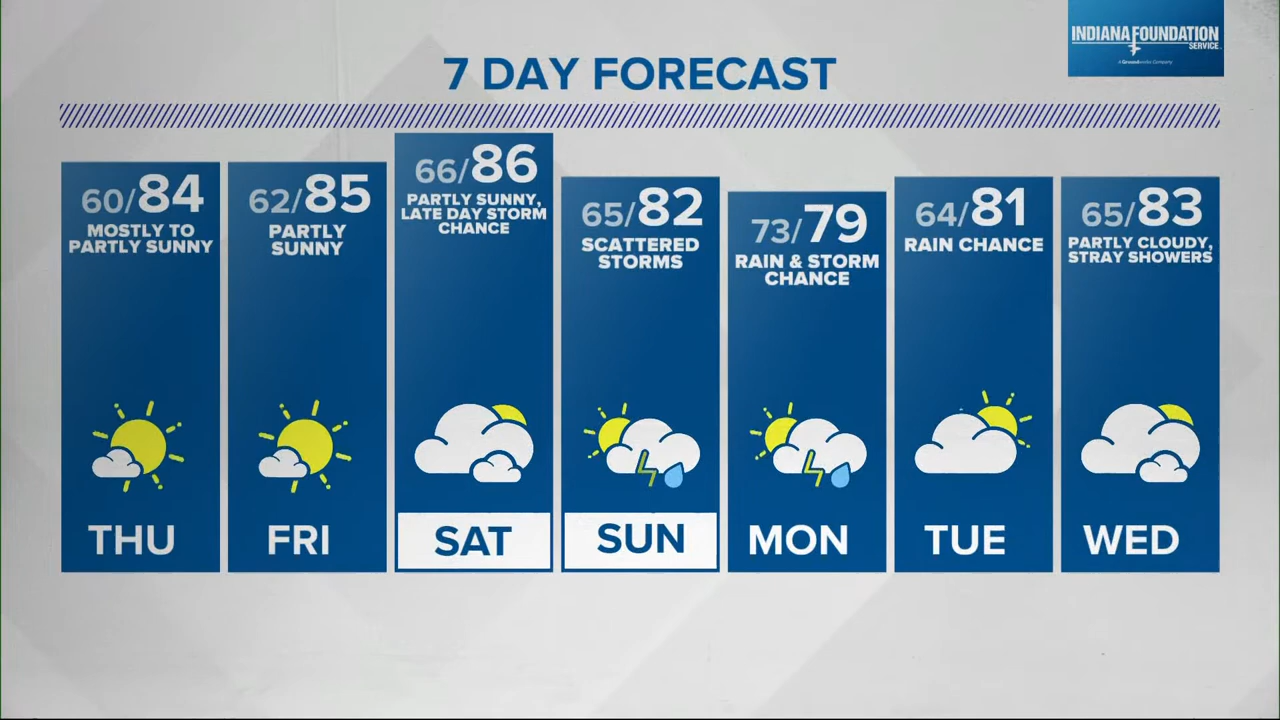 INDIANA FOUNDATION
SERVICE
A Groundworks Company
7 DAY FORECAST
60/84
MOSTLY TO
PARTLY SUNNY
THU
62/85
PARTLY
SUNNY
FRI
66/86
PARTLY SUNNY,
LATE DAY STORM
CHANCE
SAT
65/82
SCATTERED
STORMS
SUN
73/79
RAIN & STORM
CHANCE
MON
64/81
RAIN CHANCE
TUE
65/83
PARTLY CLOUDY,
STRAY SHOWERS
WED